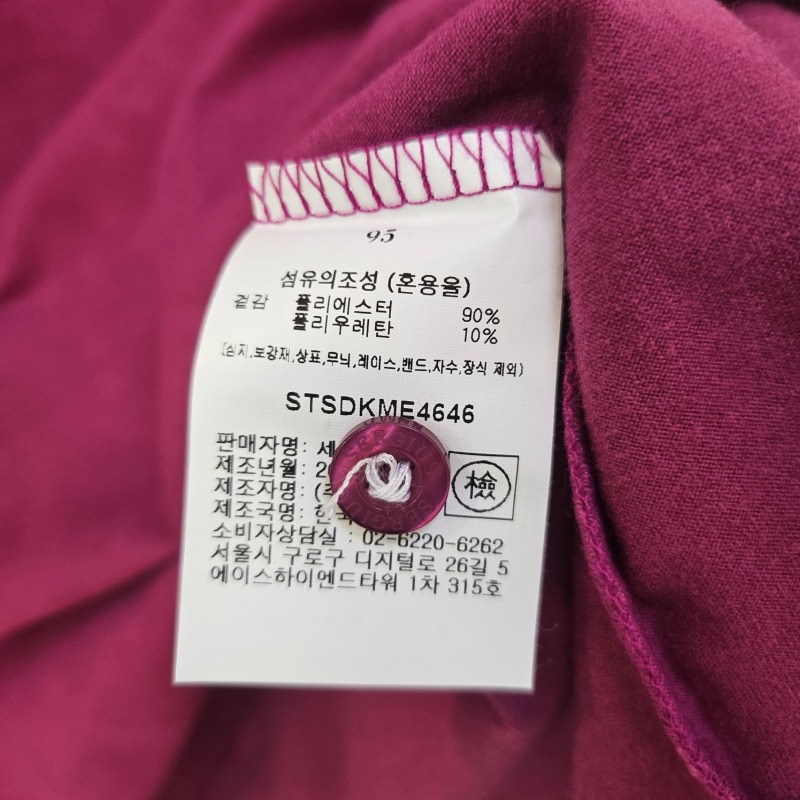 95
섬유의조성 (혼용율)
겉감 폴리에스터 90%
폴리우레탄 10%
(심지,보강재,상표,무늬,레이스,밴드,자수,장식 제외)
STSDKME4646
판매자명: 세
제조년월: 2
제조자명: (주
제조국명: 한국
檢
소비자상담실 : 02-6220-6262
서울시 구로구 디지털로 26길 5
에이스하이엔드타워 1차 315호